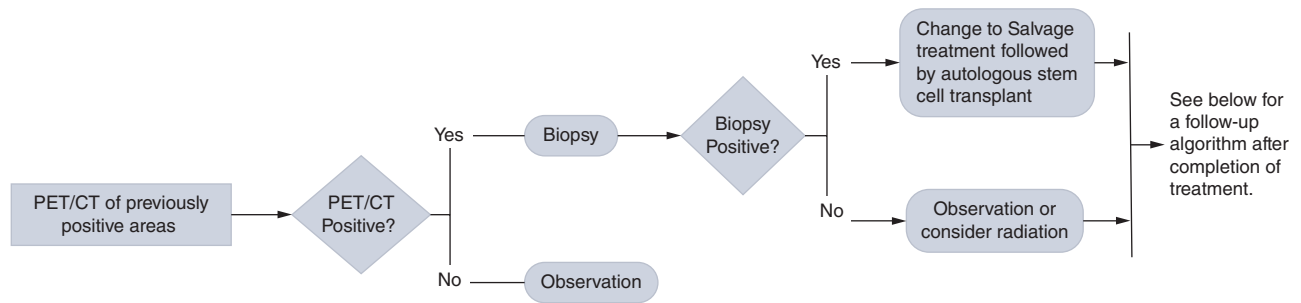 PET/CT of previously
positive areas
PET/CT
Positive?
Yes
Biopsy
Biopsy
Positive?
Yes
Change to Salvage
treatment followed
by autologous stem
cell transplant
No
Observation or
consider radiation
No
Observation
See below for
a follow-up
algorithm after
completion of
treatment.